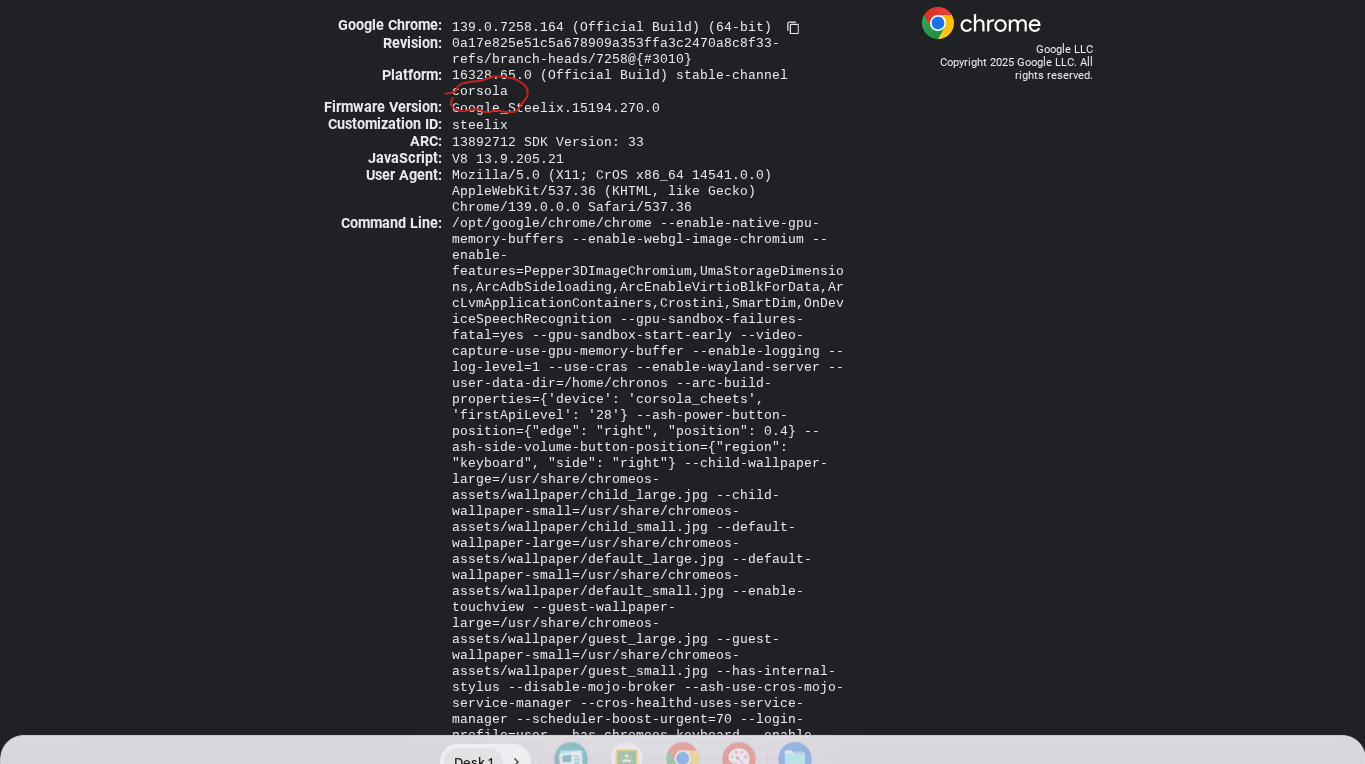 Google Chrome: 139.0.7258.164 (Official Build) (64-bit)
Revision: 0a17e825e51c5a678909a353ffa3c2470a8c8f33-
refs/branch-heads/7258@{#3010}
Platform: 16328.65.0 (Official Build) stable-channel
corsola
Firmware Version: Google_Steelix.15194.270.0
Customization ID: steelix
ARC: 13892712 SDK Version: 33
JavaScript: V8 13.9.205.21
User Agent: Mozilla/5.0 (X11; CrOS x86_64 14541.0.0)
AppleWebKit/537.36 (KHTML, like Gecko)
Chrome/139.0.0.0 Safari/537.36
Command Line: /opt/google/chrome/chrome --enable-native-gpu-
memory-buffers --enable-webgl-image-chromium --
enable-
features=Pepper3DImageChromium,UmaStorageDimensio
ns,ArcAdbSideloading,ArcEnableVirtioBlkForData,Ar
cLvmApplicationContainers,Crostini,SmartDim,OnDev
iceSpeechRecognition --gpu-sandbox-failures-
fatal=yes --gpu-sandbox-start-early --video-
capture-use-gpu-memory-buffer --enable-logging --
log-level=1 --use-cras --enable-wayland-server --
user-data-dir=/home/chronos --arc-build-
properties={'device': 'corsola_cheets',
'firstApiLevel': '28'} --ash-power-button-
position={"edge": "right", "position": 0.4} --
ash-side-volume-button-position={"region":
"keyboard", "side": "right"} --child-wallpaper-
large=/usr/share/chromeos-
assets/wallpaper/child_large.jpg --child-
wallpaper-small=/usr/share/chromeos-
assets/wallpaper/child_small.jpg --default-
wallpaper-large=/usr/share/chromeos-
assets/wallpaper/default_large.jpg --default-
wallpaper-small=/usr/share/chromeos-
assets/wallpaper/default_small.jpg --enable-
touchview --guest-wallpaper-
large=/usr/share/chromeos-
assets/wallpaper/guest_large.jpg --guest-
wallpaper-small=/usr/share/chromeos-
assets/wallpaper/guest_small.jpg --has-internal-
stylus --disable-mojo-broker --ash-use-cros-mojo-
service-manager --cros-healthd-uses-service-
manager --scheduler-boost-urgent=70 --login-
profile=user --has-chromeos-keyboard --enable-
chrome
Google LLC
Copyright 2025 Google LLC. All
rights reserved.
Desk 1